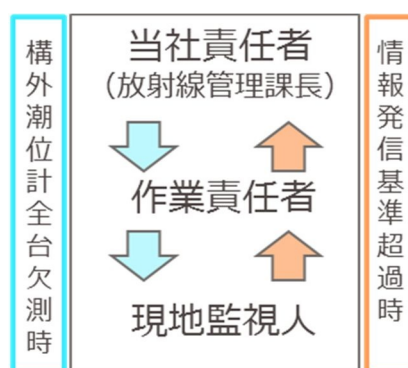 構外潮位計全台欠測時
当社責任者
(放射線管理課長)
作業責任者
現地監視人
情報発信基準超過時